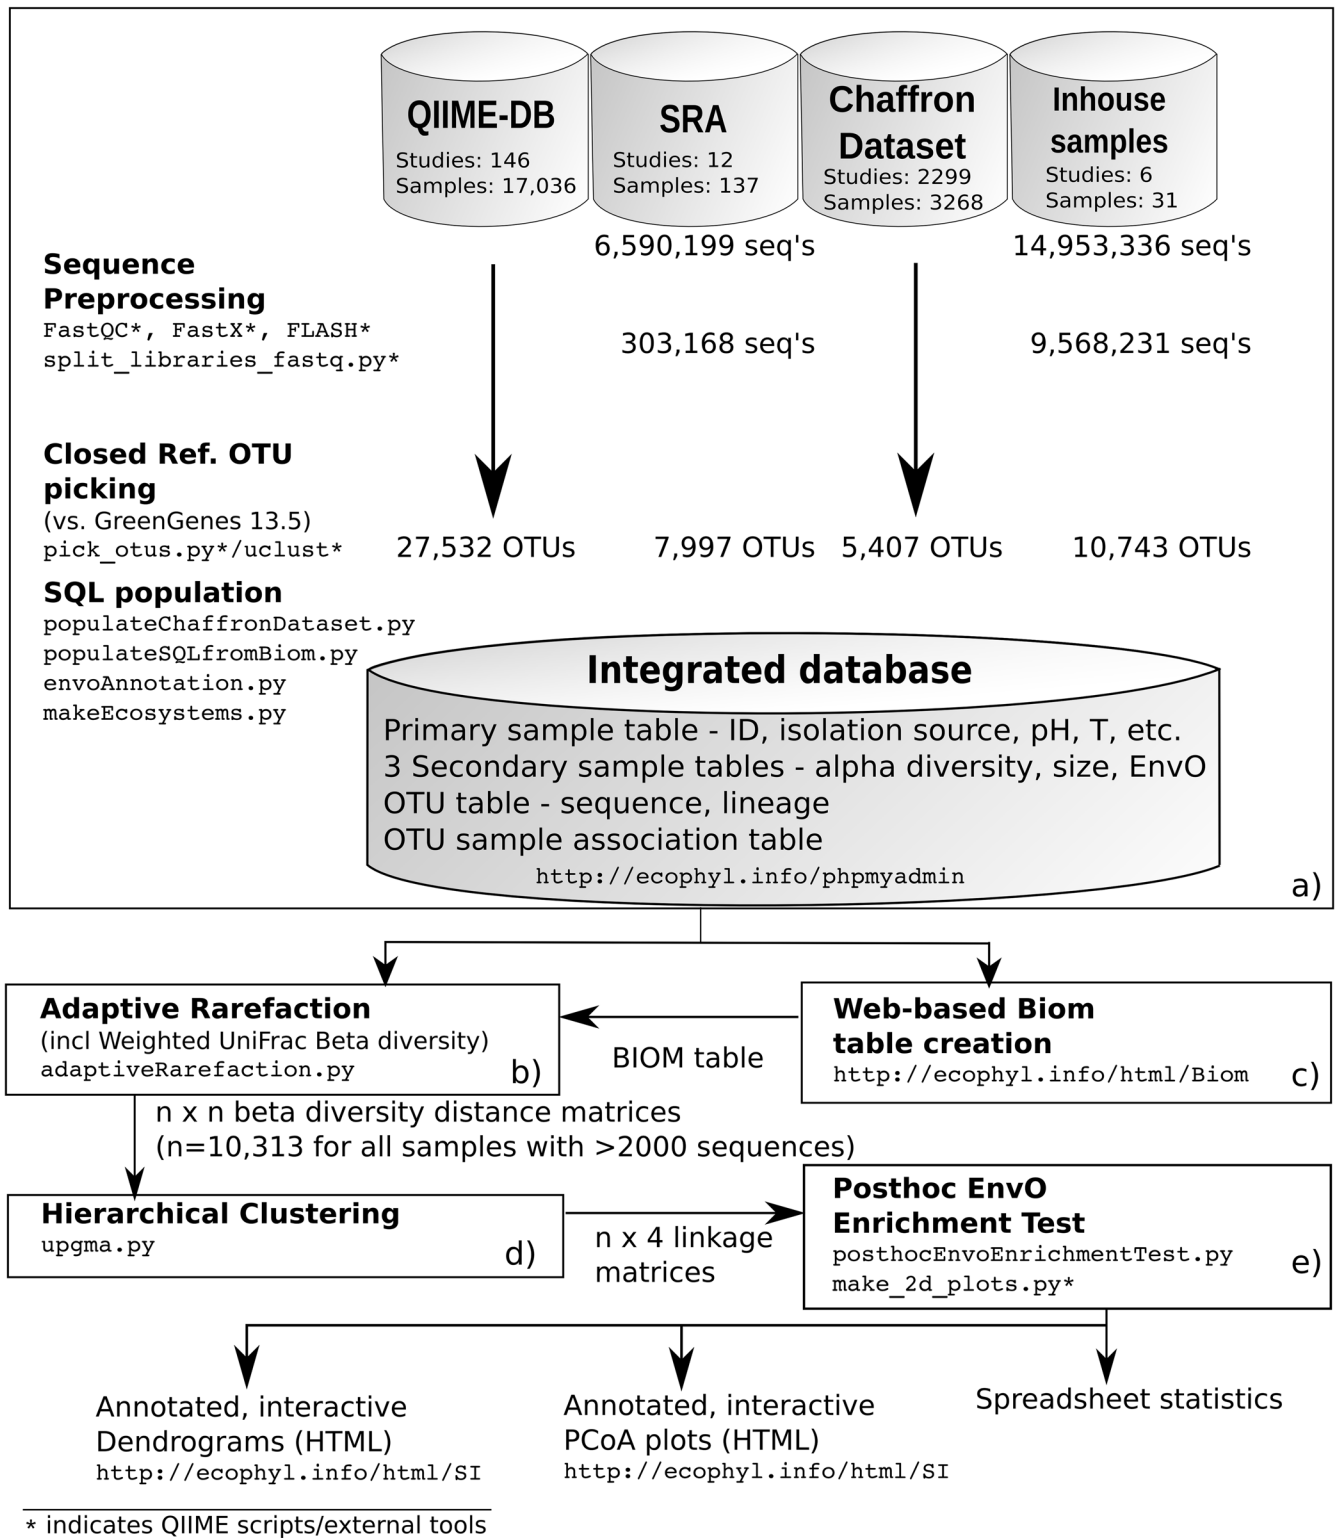 QIIME-DB
Studies: 146
Samples: 17,036
SRA
Studies: 12
Samples: 137
Chaffron
Dataset
Studies: 2299
Samples: 3268
Inhouse
samples
Studies: 6
Samples: 31
6,590,199 seq's
14,953,336 seq's
Sequence
Preprocessing
FastQC*, FastX*, FLASH*
split_libraries_fastq.py*
303,168 seq's
9,568,231 seq's
Closed Ref. OTU
picking
(vs. GreenGenes 13.5)
pick_otus.py*/uclust*
27,532 OTUs
7,997 OTUs
5,407 OTUs
10,743 OTUs
SQL population
populateChaffronDataset.py
populateSQLfromBiom.py
envoAnnotation.py
makeEcosystems.py
Integrated database
Primary sample table - ID, isolation source, pH, T, etc.
3 Secondary sample tables - alpha diversity, size, EnvO
OTU table - sequence, lineage
OTU sample association table
http://ecophyl.info/phpmyadmin
a)
Adaptive Rarefaction
(incl Weighted UniFrac Beta diversity)
adaptiveRarefaction.py
b)
BIOM table
Web-based Biom
table creation
http://ecophyl.info/html/Biom
c)
n x n beta diversity distance matrices
(n=10,313 for all samples with >2000 sequences)
Hierarchical Clustering
upgma.py
d)
n x 4 linkage
matrices
Posthoc EnvO
Enrichment Test
posthocEnvoEnrichmentTest.py
make_2d_plots.py*
e)
Annotated, interactive
Dendrograms (HTML)
http://ecophyl.info/html/SI
Annotated, interactive
PCoA plots (HTML)
http://ecophyl.info/html/SI
Spreadsheet statistics
* indicates QIIME scripts/external tools